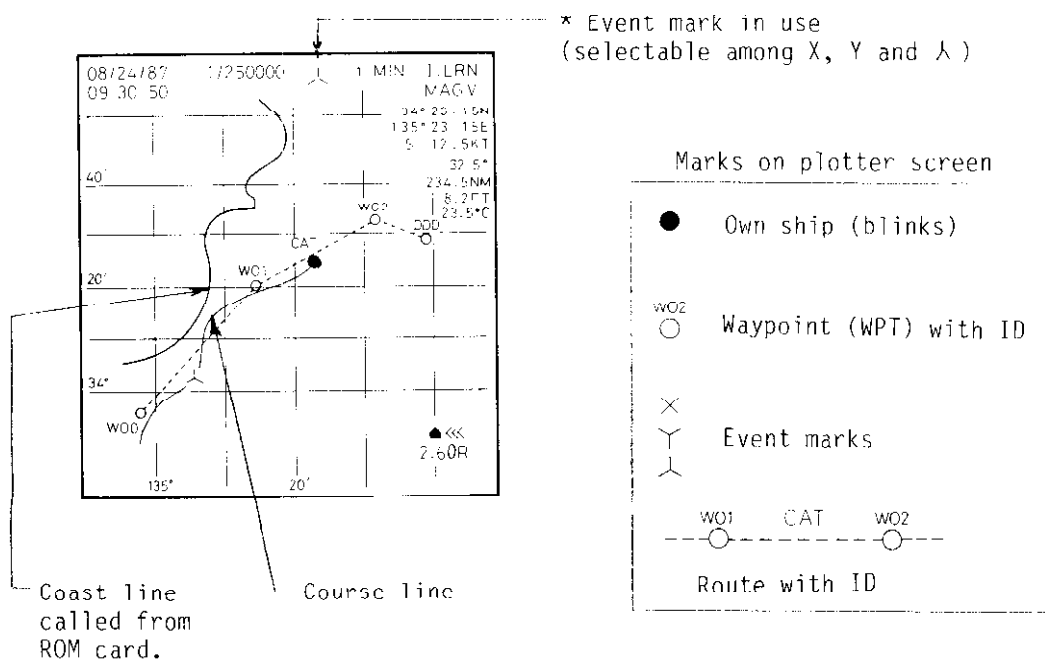 * Event mark in use
(selectable among X, Y and 人)
08/24/87 1/250000 1 MIN I.LRN
09 30 50 MAG V
135° 23 15E
S 12.5KT
32 5°
234.5NM
8.2FT
23.5°C
40'
WO2
DDD
CAT
WO1
20'
34°
WOO
2.60R
135° 20'
Coast line
called from
ROM card.
Course line
Marks on plotter screen
Own ship (blinks)
WO2
Waypoint (WPT) with ID
Event marks
WO1 CAT WO2
Route with ID